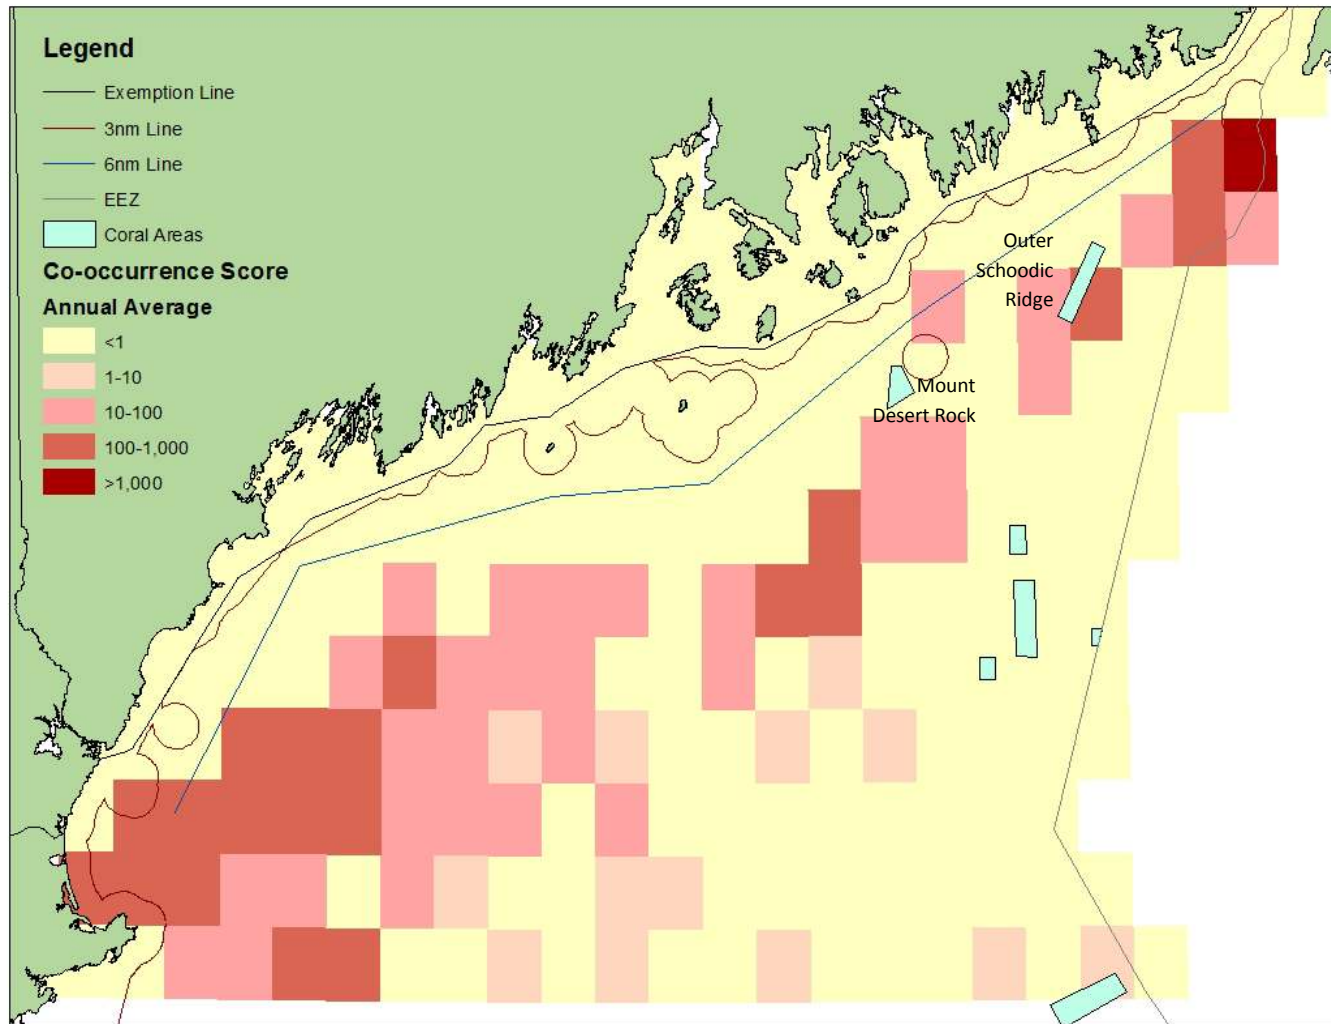 Legend
Exemption Line
3nm Line
6nm Line
EEZ
Coral Areas
Co-occurrence Score
Annual Average
<1
1-10
10-100
100-1,000
>1,000
Outer
Schoodic
Ridge
Mount
Desert Rock